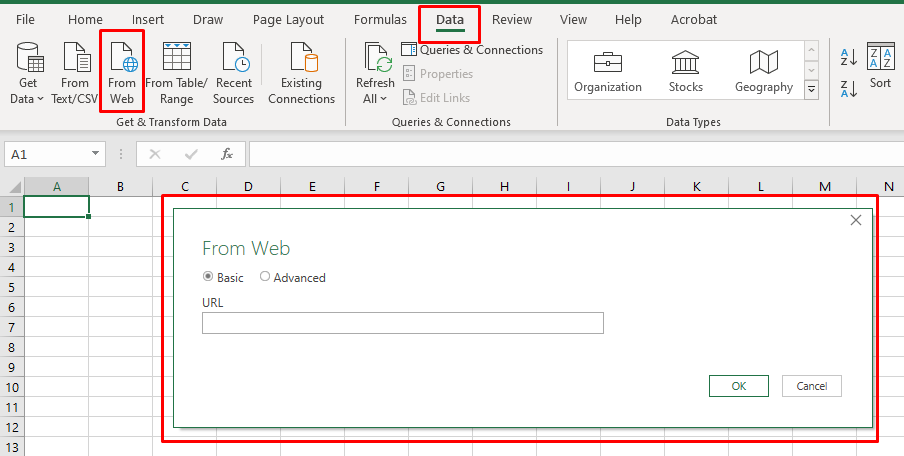 File Home Insert Draw Page Layout Formulas Data Review View Help Acrobat
Get Data
From Text/CSV
From Web
From Table/ Range
Recent Sources
Existing Connections
Refresh All
Queries & Connections
Properties
Edit Links
Organization
Stocks
Geography
A Z
Z A
Z A A Z
Sort
Get & Transform Data
Queries & Connections
Data Types
A1
fx
A B C D E F G H I J K L M N
1
2
3
4
5
6
7
8
9
10
11
12
13
From Web
Basic Advanced
URL
OK Cancel